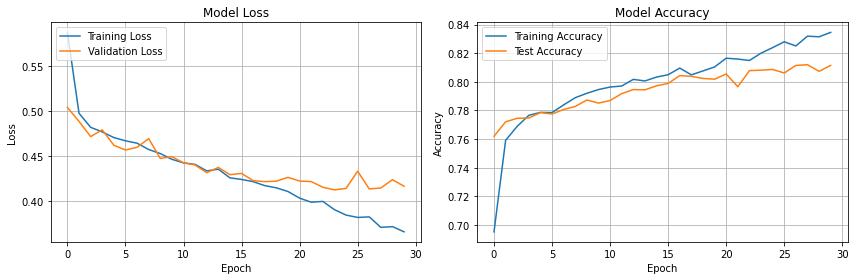 Model Loss
Training Loss
Validation Loss
0.55
0.50
0.45
0.40
Loss
0 5 10 15 20 25 30
Epoch
Model Accuracy
Training Accuracy
Test Accuracy
0.84
0.82
0.80
0.78
0.76
0.74
0.72
0.70
Accuracy
0 5 10 15 20 25 30
Epoch